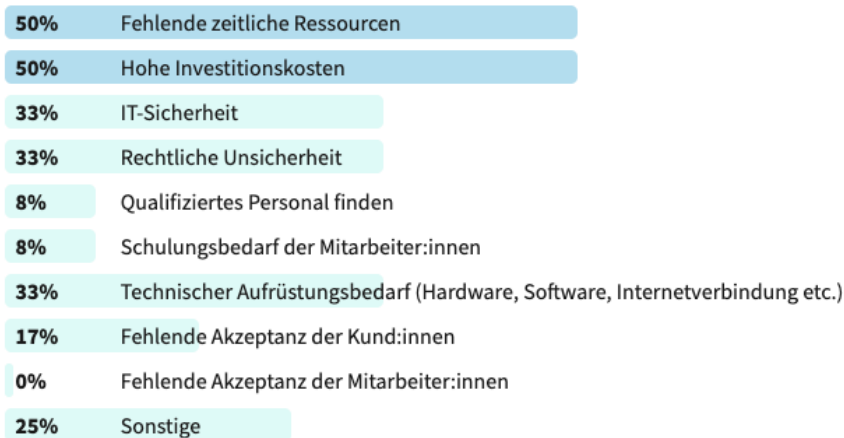 50% Fehlende zeitliche Ressourcen
50% Hohe Investitionskosten
33% IT-Sicherheit
33% Rechtliche Unsicherheit
8% Qualifiziertes Personal finden
8% Schulungsbedarf der Mitarbeiter:innen
33% Technischer Aufrüstungsbedarf (Hardware, Software, Internetverbindung etc.)
17% Fehlende Akzeptanz der Kund:innen
0% Fehlende Akzeptanz der Mitarbeiter:innen
25% Sonstige